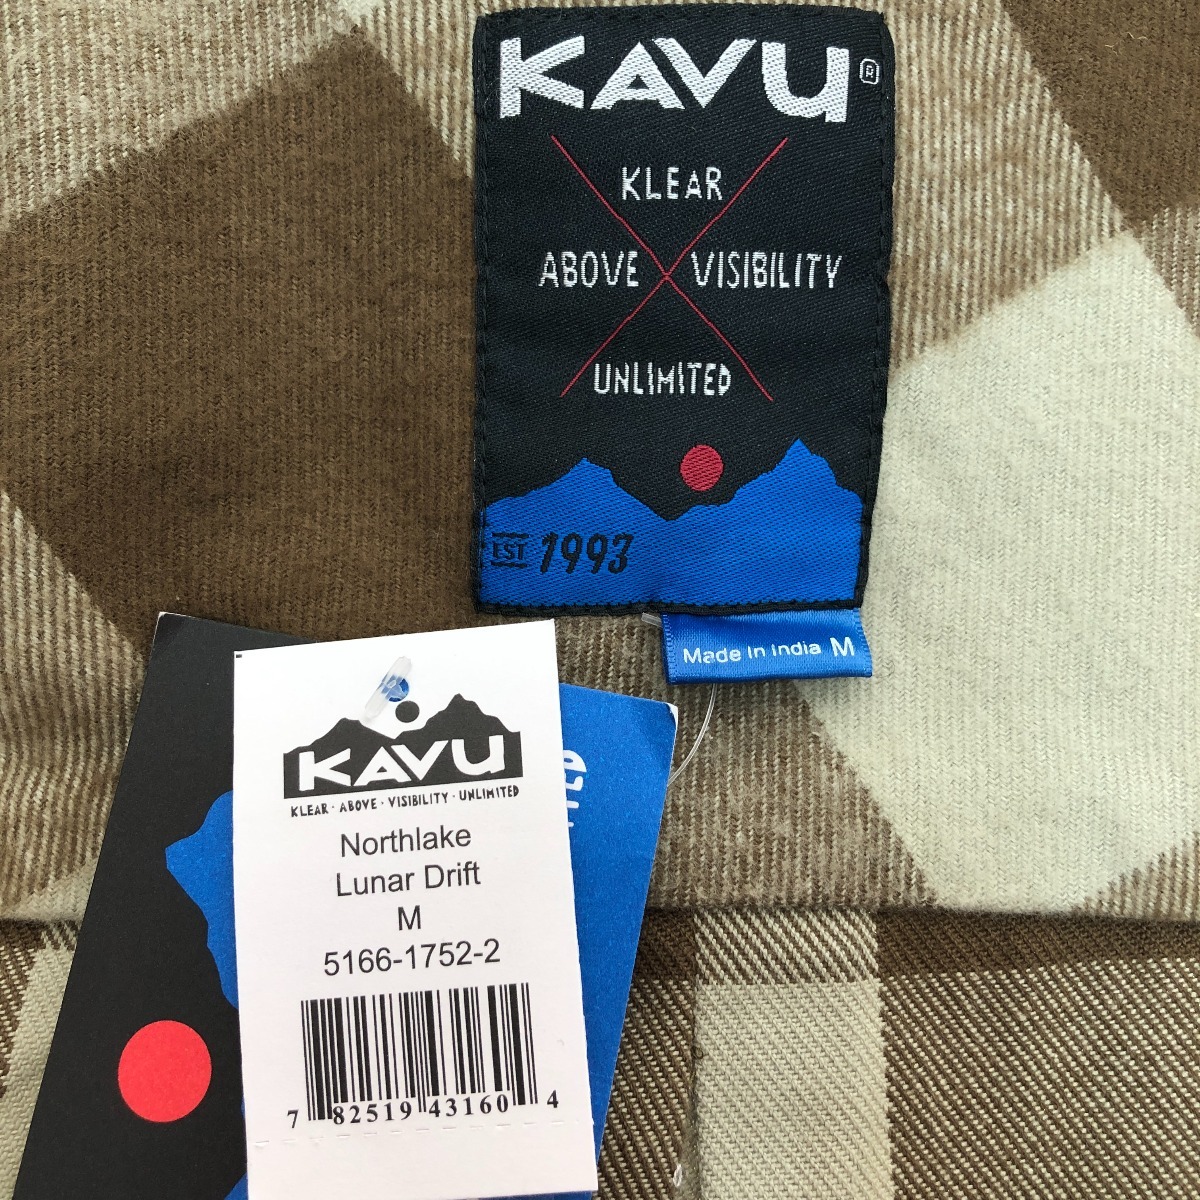 KAVU®
KLEAR
ABOVE VISIBILITY
UNLIMITED
EST 1993
Made in India M
KAVU
KLEAR · ABOVE · VISIBILITY · UNLIMITED
Northlake
Lunar Drift
M
5166-1752-2
7 82519 43160 4